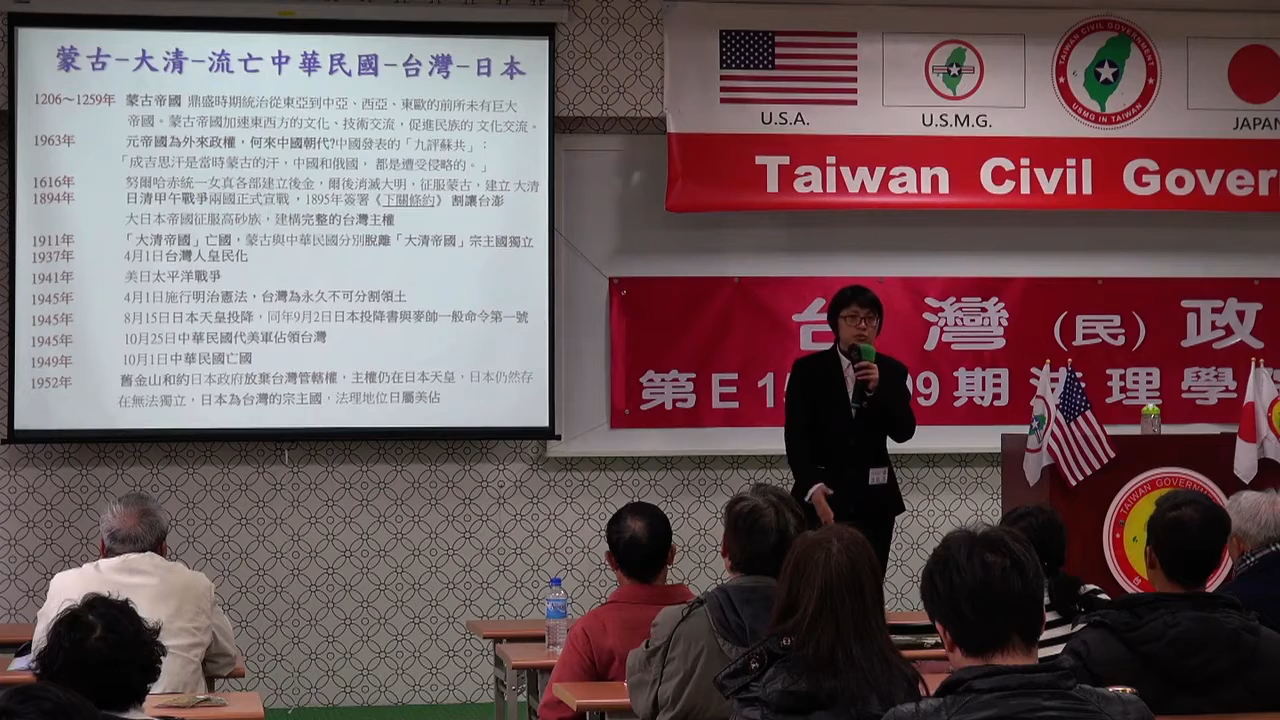 蒙古-大清-流亡中華民國-台灣-日本
1206～1259年 蒙古帝國 鼎盛時期統治從東亞到中亞、西亞、東歐的前所未有巨大
帝國。蒙古帝國加速東西方的文化、技術交流，促進民族的 文化交流。
1963年 元帝國為外來政權，何來中國朝代?中國發表的「九評蘇共」：
「成吉思汗是當時蒙古的汗，中國和俄國， 都是遭受侵略的。」
1616年 努爾哈赤統一女真各部建立後金，爾後消滅大明，征服蒙古，建立 大清
1894年 日清甲午戰爭兩國正式宣戰，1895年簽署《下關條約》 割讓台澎
大日本帝國征服高砂族，建構完整的台灣主權
1911年 「大清帝國」亡國，蒙古與中華民國分別脫離「大清帝國」宗主國獨立
1937年 4月1日台灣人皇民化
1941年 美日太平洋戰爭
1945年 4月1日施行明治憲法，台灣為永久不可分割領土
1945年 8月15日日本天皇投降，同年9月2日日本投降書與麥帥一般命令第一號
1945年 10月25日中華民國代美軍佔領台灣
1949年 10月1日中華民國亡國
1952年 舊金山和約日本政府放棄台灣管轄權，主權仍在日本天皇，日本仍然存
在無法獨立，日本為台灣的宗主國，法理地位日屬美佔
TAIWAN CIVIL GOVERNMENT
USMG IN TAIWAN
U.S.A. U.S.M.G. JAPAN
Taiwan Civil Gover
台灣(民)政
第E1 09期法理學
TAIWAN GOVERNM